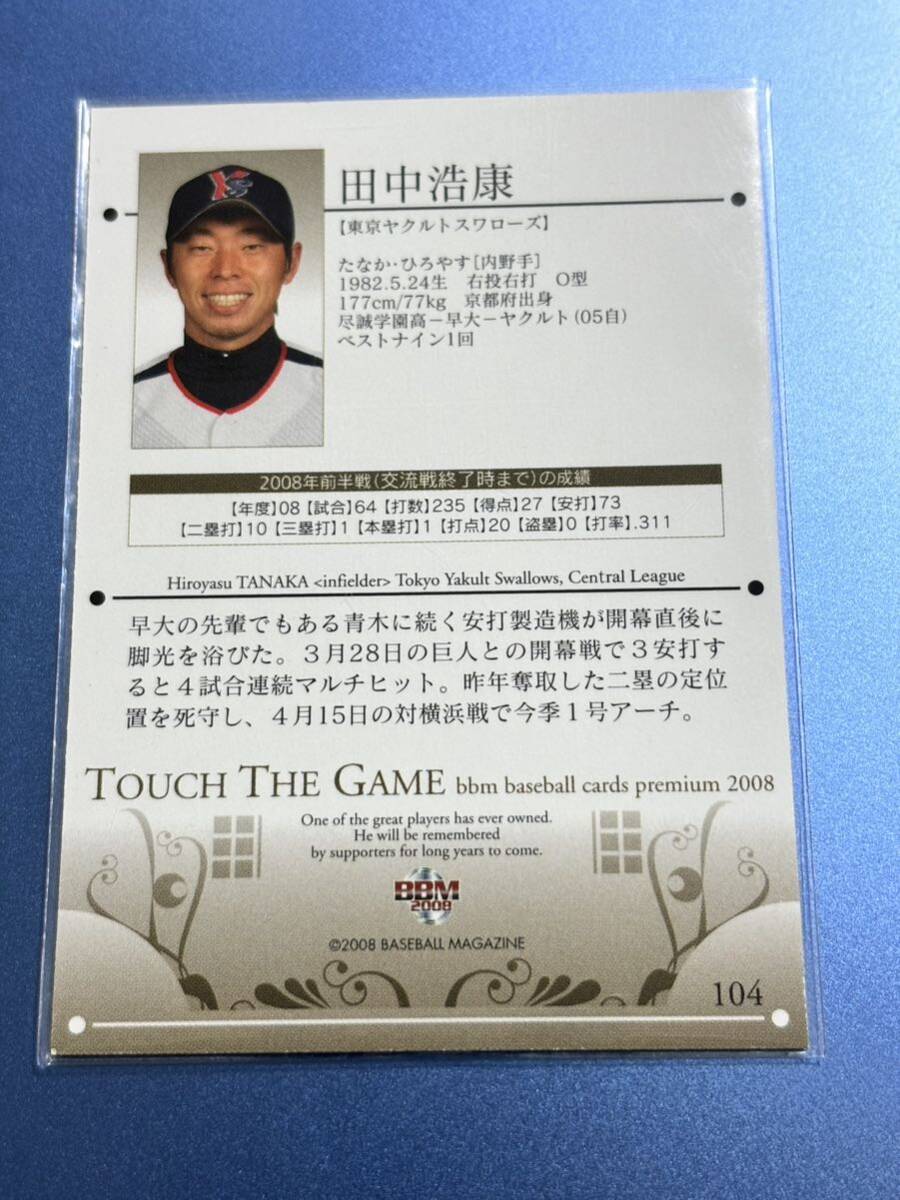 田中浩康
【東京ヤクルトスワローズ】
たなか・ひろやす[内野手]
1982.5.24生 右投右打 O型
177cm/77kg 京都府出身
尽誠学園高－早大－ヤクルト(05自)
ベストナイン1回
2008年前半戦(交流戦終了時まで)の成績
【年度】08【試合】64【打数】235【得点】27【安打】73
【二塁打】10【三塁打】1【本塁打】1【打点】20【盗塁】0【打率】.311
Hiroyasu TANAKA <infielder> Tokyo Yakult Swallows, Central League
早大の先輩でもある青木に続く安打製造機が開幕直後に
脚光を浴びた。３月28日の巨人との開幕戦で３安打す
ると４試合連続マルチヒット。昨年奪取した二塁の定位
置を死守し、４月15日の対横浜戦で今季１号アーチ。
TOUCH THE GAME bbm baseball cards premium 2008
One of the great players has ever owned.
He will be remembered
by supporters for long years to come.
BBM
2008
©2008 BASEBALL MAGAZINE
104